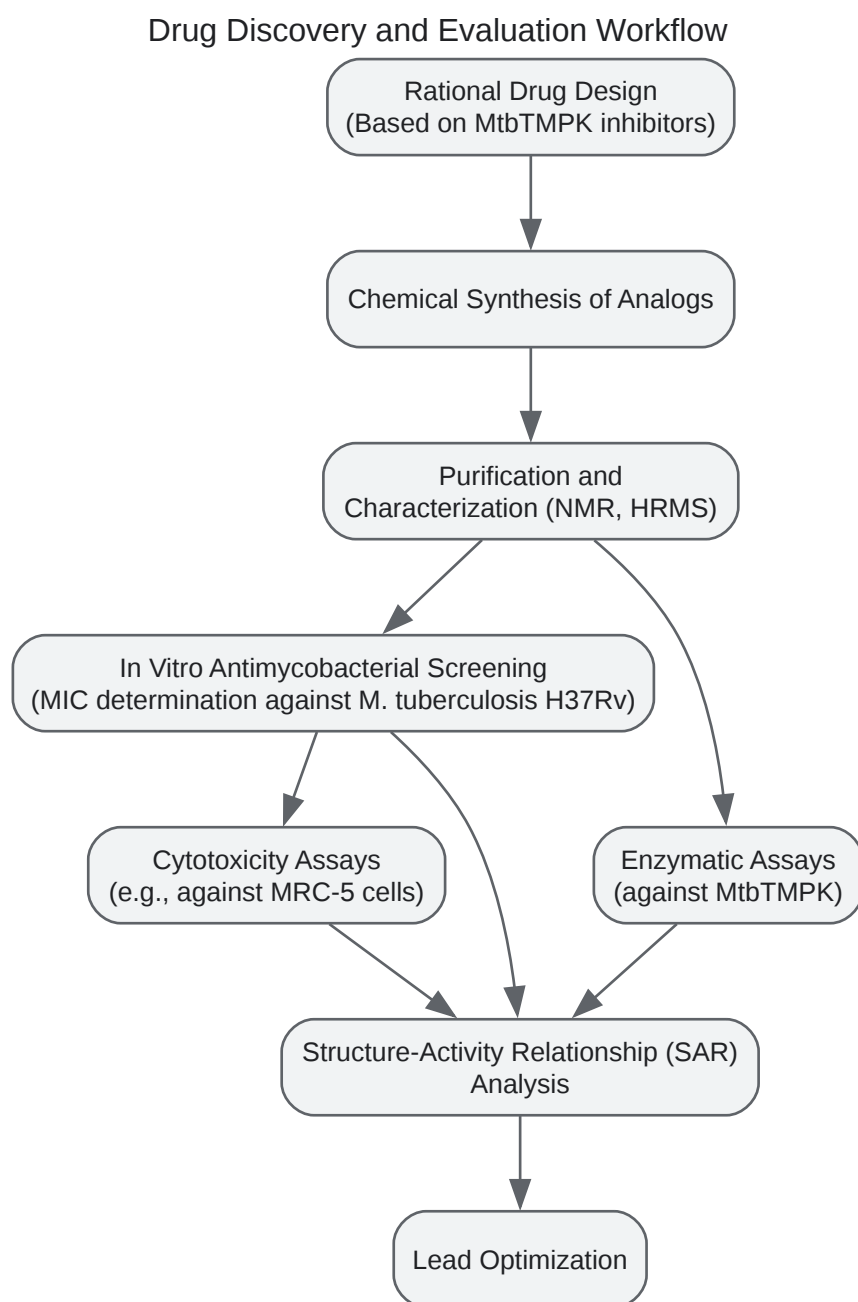 Drug Discovery and Evaluation Workflow
Rational Drug Design
(Based on MtbTMPK inhibitors)
Chemical Synthesis of Analogs
Purification and
Characterization (NMR, HRMS)
In Vitro Antimycobacterial Screening
(MIC determination against M. tuberculosis H37Rv)
Cytotoxicity Assays
(e.g., against MRC-5 cells)
Enzymatic Assays
(against MtbTMPK)
Structure-Activity Relationship (SAR)
Analysis
Lead Optimization